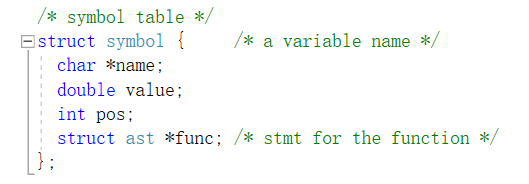 /* symbol table */
struct symbol {     /* a variable name */
  char *name;
  double value;
  int pos;
  struct ast *func; /* stmt for the function */
};